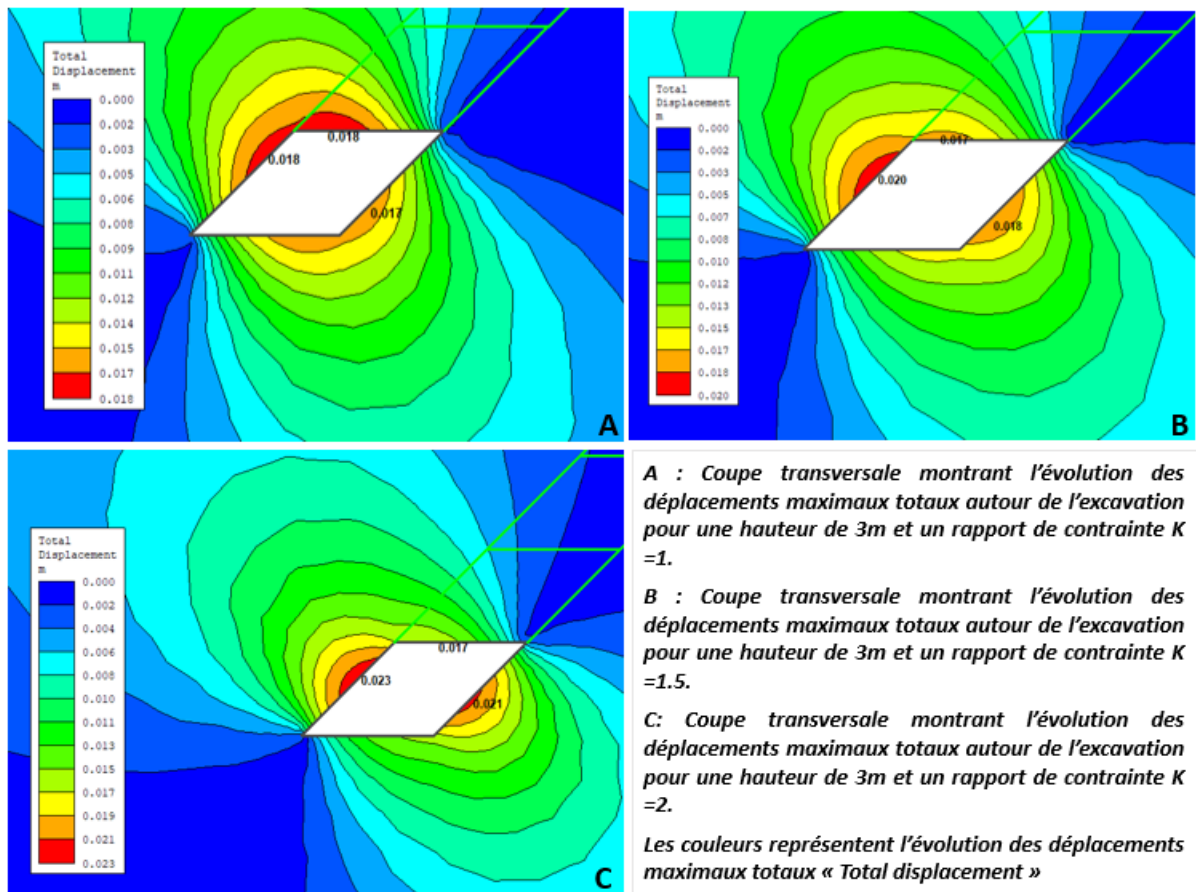 Total
Displacement
m
0.000
0.002
0.003
0.005
0.006
0.008
0.009
0.011
0.012
0.014
0.015
0.017
0.018
0.018
0.018
0.017
A
Total
Displacement
m
0.000
0.002
0.003
0.005
0.007
0.008
0.010
0.012
0.013
0.015
0.017
0.018
0.020
0.017
0.020
0.018
B
Total
Displacement
m
0.000
0.002
0.004
0.006
0.008
0.010
0.011
0.013
0.015
0.017
0.019
0.021
0.023
0.017
0.023
0.021
C
A : Coupe transversale montrant l’évolution des
déplacements maximaux totaux autour de l’excavation
pour une hauteur de 3m et un rapport de contrainte K
=1.
B : Coupe transversale montrant l’évolution des
déplacements maximaux totaux autour de l’excavation
pour une hauteur de 3m et un rapport de contrainte K
=1.5.
C: Coupe transversale montrant l’évolution des
déplacements maximaux totaux autour de l’excavation
pour une hauteur de 3m et un rapport de contrainte K
=2.
Les couleurs représentent l’évolution des déplacements
maximaux totaux « Total displacement »